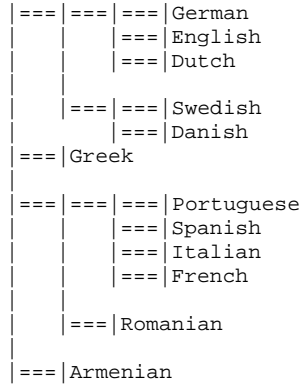 |===|===|===|German
|   |   |===|English
|   |   |===|Dutch
|   |
|   |===|===|Swedish
|       |===|Danish
|===|Greek
|
|===|===|===|Portuguese
|   |   |===|Spanish
|   |   |===|Italian
|   |   |===|French
|   |
|   |===|Romanian
|
|===|Armenian